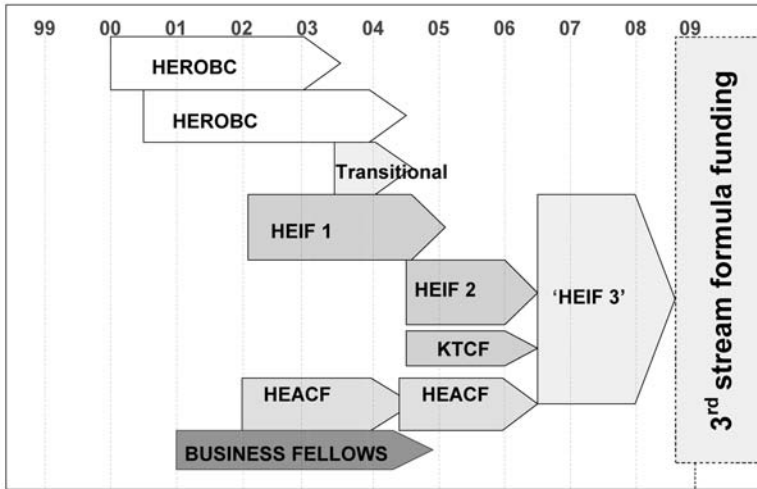 99 00 01 02 03 04 05 06 07 08 09
HEROBC
HEROBC
Transitional
HEIF 1
HEIF 2
‘HEIF 3’
KTCF
HEACF
HEACF
BUSINESS FELLOWS
3rd stream formula funding